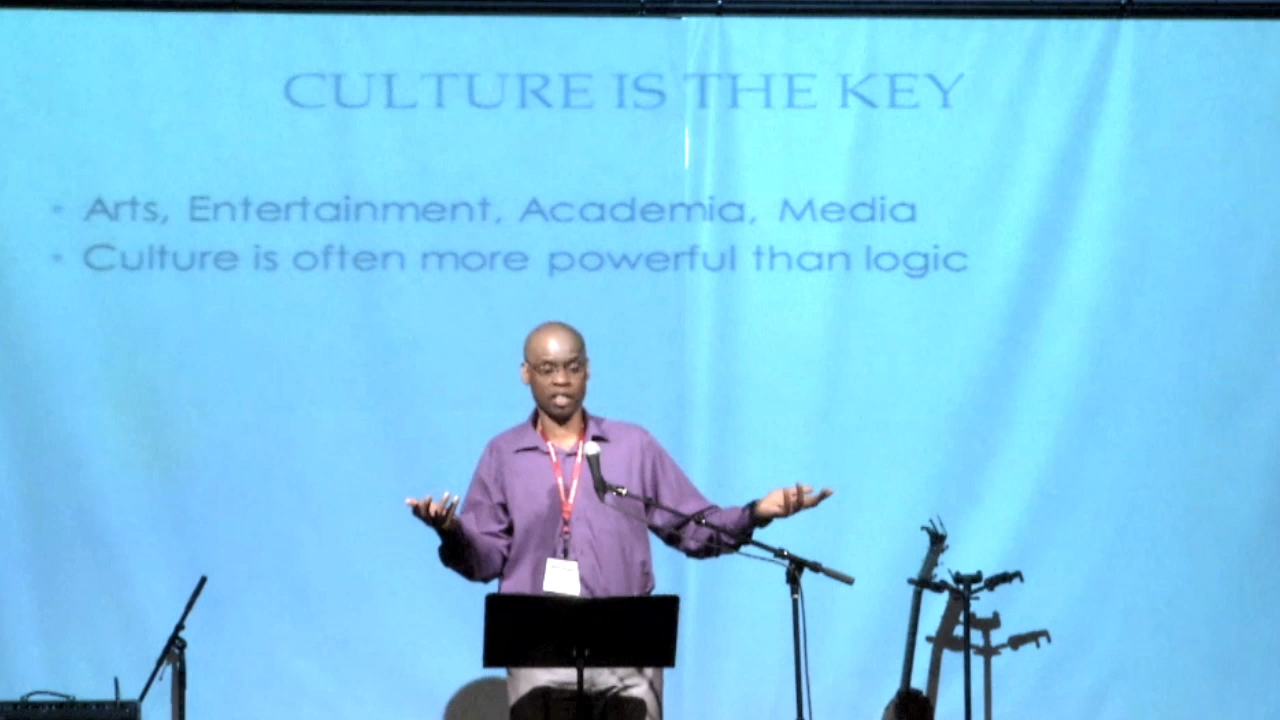 CULTURE IS THE KEY
• Arts, Entertainment, Academia, Media
• Culture is often more powerful than logic